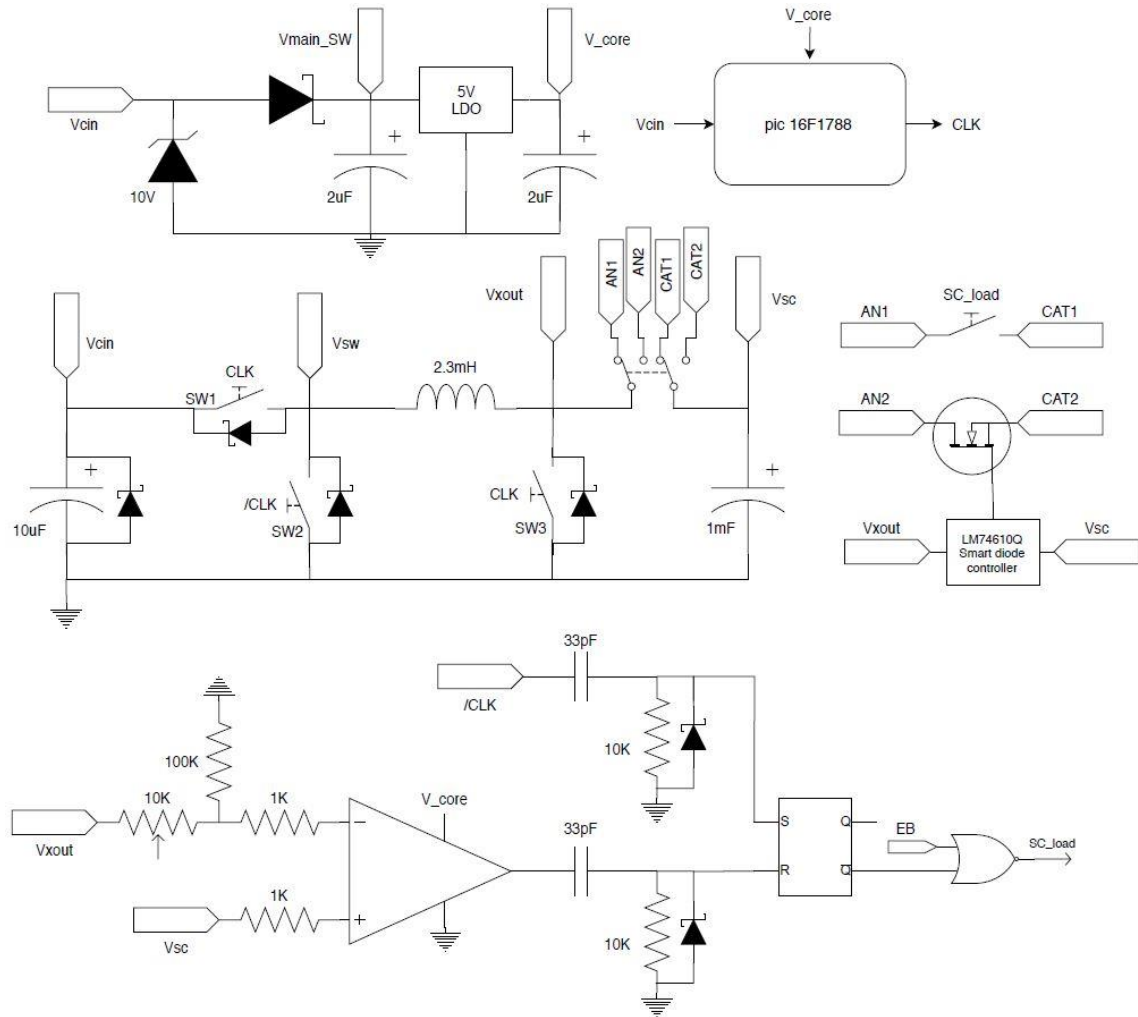 Vmain_SW
V_core
Vcin
5V
LDO
10V
2uF
+
2uF
+
V_core
Vcin
pic 16F1788
CLK
Vcin
Vsw
Vxout
AN1
AN2
CAT1
CAT2
Vsc
CLK
SW1
2.3mH
+
10uF
/CLK
SW2
CLK
SW3
+
1mF
SC_load
AN1
CAT1
AN2
CAT2
Vxout
LM74610Q
Smart diode
controller
Vsc
33pF
/CLK
10K
100K
10K
1K
V_core
Vxout
−
+
1K
Vsc
33pF
10K
S
Q
R
Q
EB
SC_load